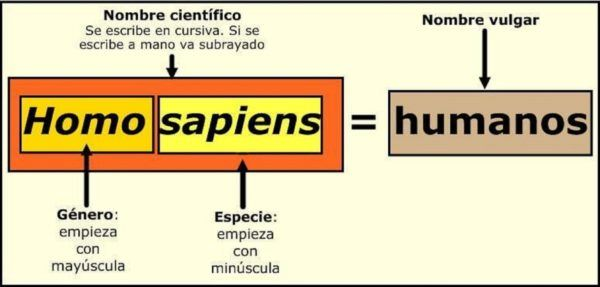 Nombre científico
Se escribe en cursiva. Si se
escribe a mano va subrayado
Nombre vulgar
Homo sapiens = humanos
Género:
empieza
con
mayúscula
Especie:
empieza
con
minúscula